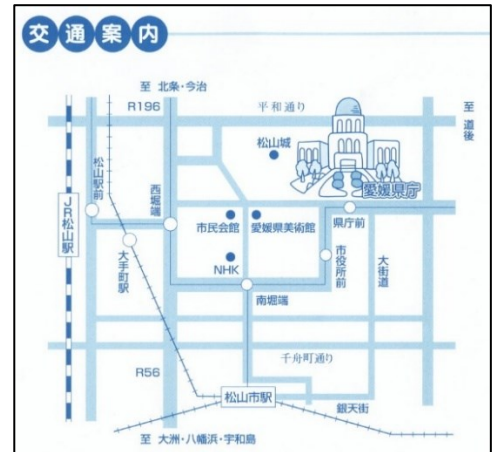 交通案内
至 北条・今治
R196
平和通り
至 道後
松山城
松山駅前
西堀端
愛媛県庁
JR松山駅
市民会館
愛媛県美術館
県庁前
大手町駅
NHK
市役所前
大街道
南堀端
千舟町通り
R56
松山市駅
銀天街
至 大洲・八幡浜・宇和島